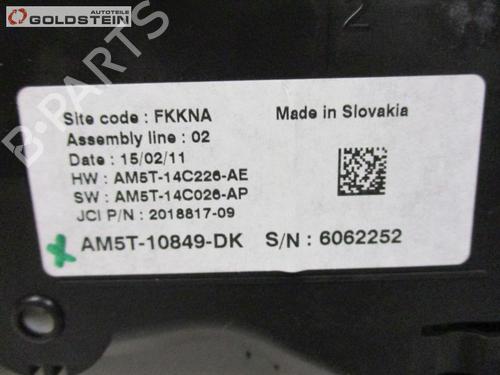 GOLDSTEIN
B-PARTS
2
Site code : FKKNA
Made in Slovakia
Assembly line : 02
Date : 15/02/11
HW : AM5T-14C226-AE
SW : AM5T-14C026-AP
JCI P/N : 2018817-09
AM5T-10849-DK S/N : 6062252